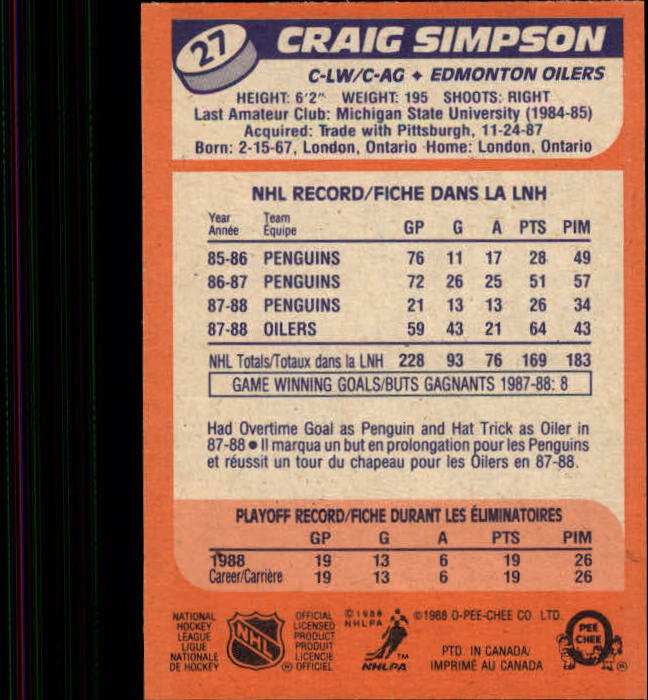 27
CRAIG SIMPSON
C-LW/C-AG ✦ EDMONTON OILERS
HEIGHT: 6'2" WEIGHT: 195 SHOOTS: RIGHT
Last Amateur Club: Michigan State University (1984-85)
Acquired: Trade with Pittsburgh, 11-24-87
Born: 2-15-67, London, Ontario Home: London, Ontario
NHL RECORD/FICHE DANS LA LNH
Year Team
Année Équipe GP G A PTS PIM
85-86 PENGUINS 76 11 17 28 49
86-87 PENGUINS 72 26 25 51 57
87-88 PENGUINS 21 13 13 26 34
87-88 OILERS 59 43 21 64 43
NHL Totals/Totaux dans la LNH 228 93 76 169 183
GAME WINNING GOALS/BUTS GAGNANTS 1987-88: 8
Had Overtime Goal as Penguin and Hat Trick as Oiler in
87-88 ● Il marqua un but en prolongation pour les Penguins
et réussit un tour du chapeau pour les Oilers en 87-88.
PLAYOFF RECORD/FICHE DURANT LES ÉLIMINATOIRES
GP G A PTS PIM
1988 19 13 6 19 26
Career/Carrière 19 13 6 19 26
NATIONAL
HOCKEY
LEAGUE
LIGUE
NATIONALE
DE HOCKEY
NHL
®
OFFICIAL
LICENSED
PRODUCT
PRODUIT
LICENCIÉ
OFFICIEL
©1988
NHLPA
NHLPA
TM
©1988 O-PEE-CHEE CO LTD.
PTD. IN CANADA/
IMPRIMÉ AU CANADA
PEE
CHEE
®